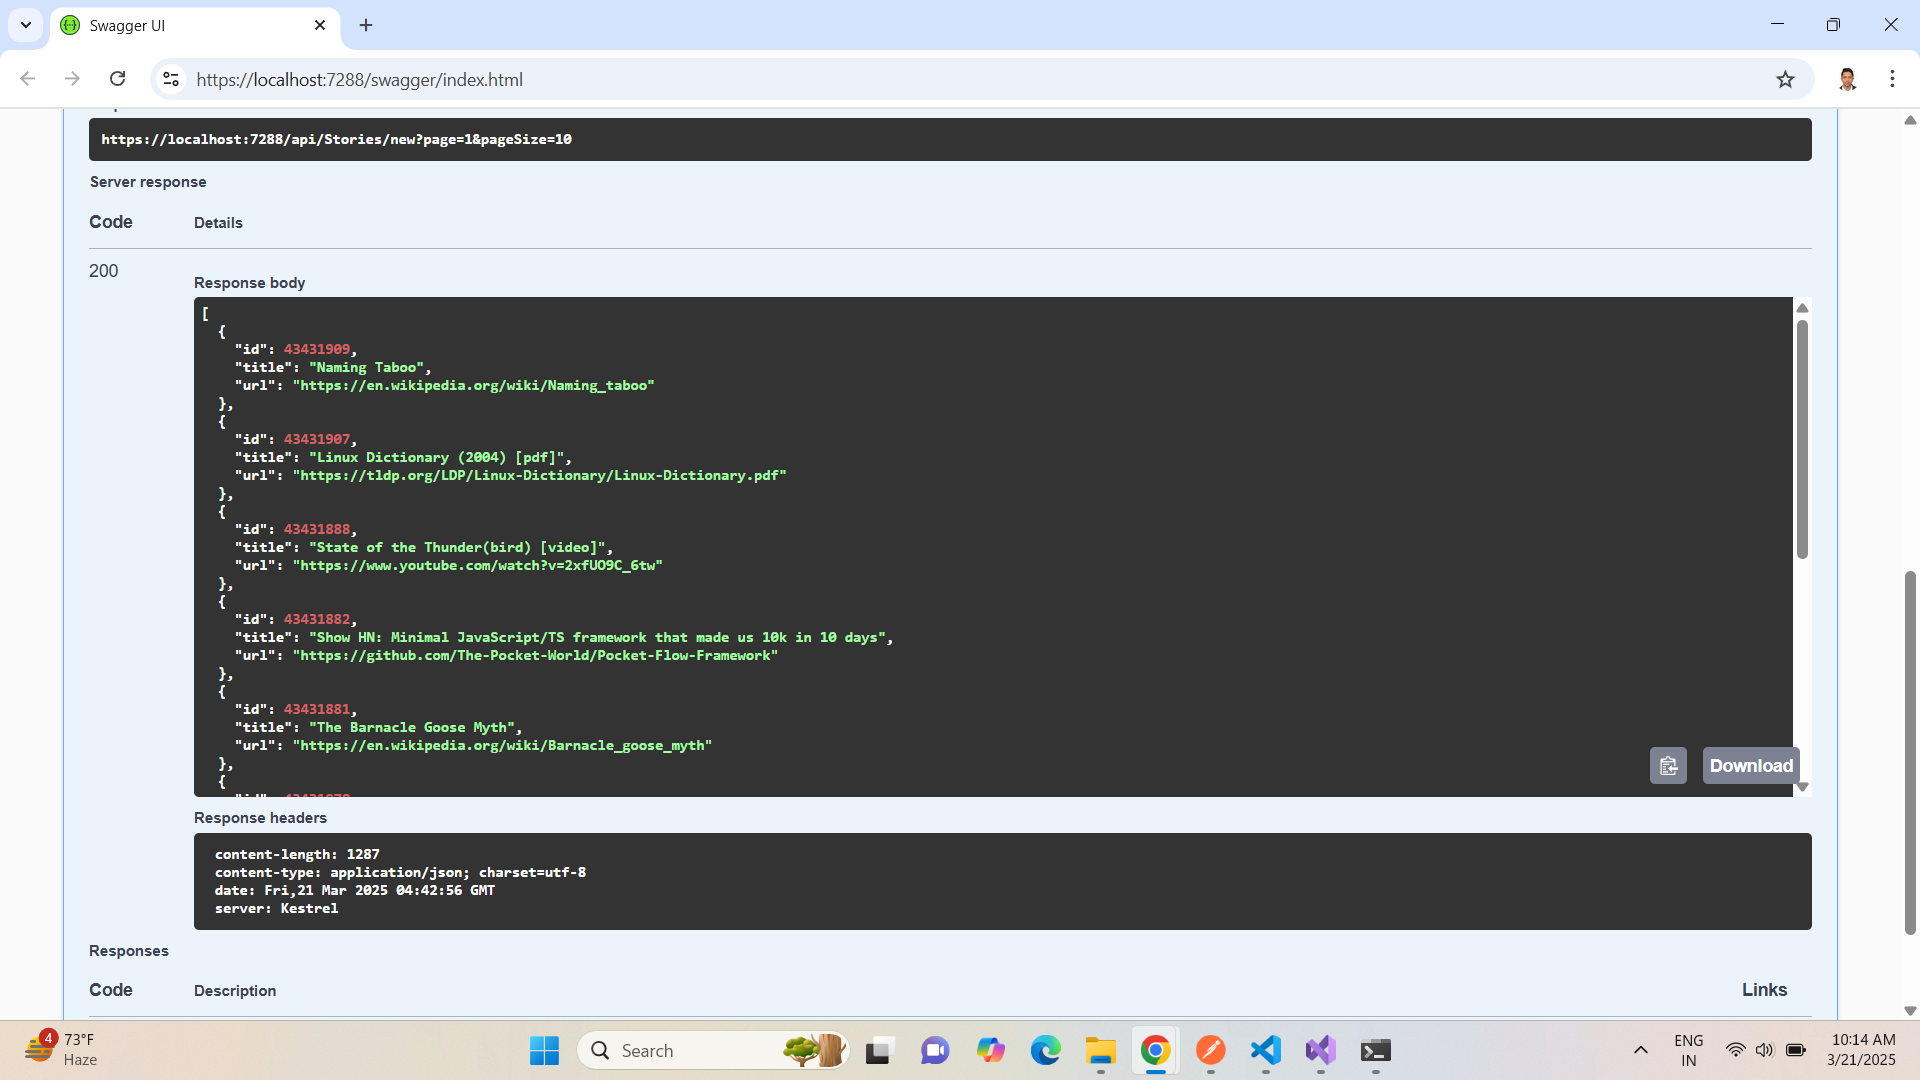 Swagger UI
https://localhost:7288/swagger/index.html
https://localhost:7288/api/Stories/new?page=1&pageSize=10
Server response
Code Details
200
Response body
[
{
"id": 43431909,
"title": "Naming Taboo",
"url": "https://en.wikipedia.org/wiki/Naming_taboo"
},
{
"id": 43431907,
"title": "Linux Dictionary (2004) [pdf]",
"url": "https://tldp.org/LDP/Linux-Dictionary/Linux-Dictionary.pdf"
},
{
"id": 43431888,
"title": "State of the Thunder(bird) [video]",
"url": "https://www.youtube.com/watch?v=2xfUO9C_6tw"
},
{
"id": 43431882,
"title": "Show HN: Minimal JavaScript/TS framework that made us 10k in 10 days",
"url": "https://github.com/The-Pocket-World/Pocket-Flow-Framework"
},
{
"id": 43431881,
"title": "The Barnacle Goose Myth",
"url": "https://en.wikipedia.org/wiki/Barnacle_goose_myth"
},
{
Download
Response headers
content-length: 1287
content-type: application/json; charset=utf-8
date: Fri,21 Mar 2025 04:42:56 GMT
server: Kestrel
Responses
Code Description Links
4
73°F
Haze
Search
ENG
IN
10:14 AM
3/21/2025